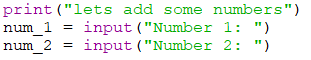 print("lets add some numbers")
num_1 = input("Number 1: ")
num_2 = input("Number 2: ")